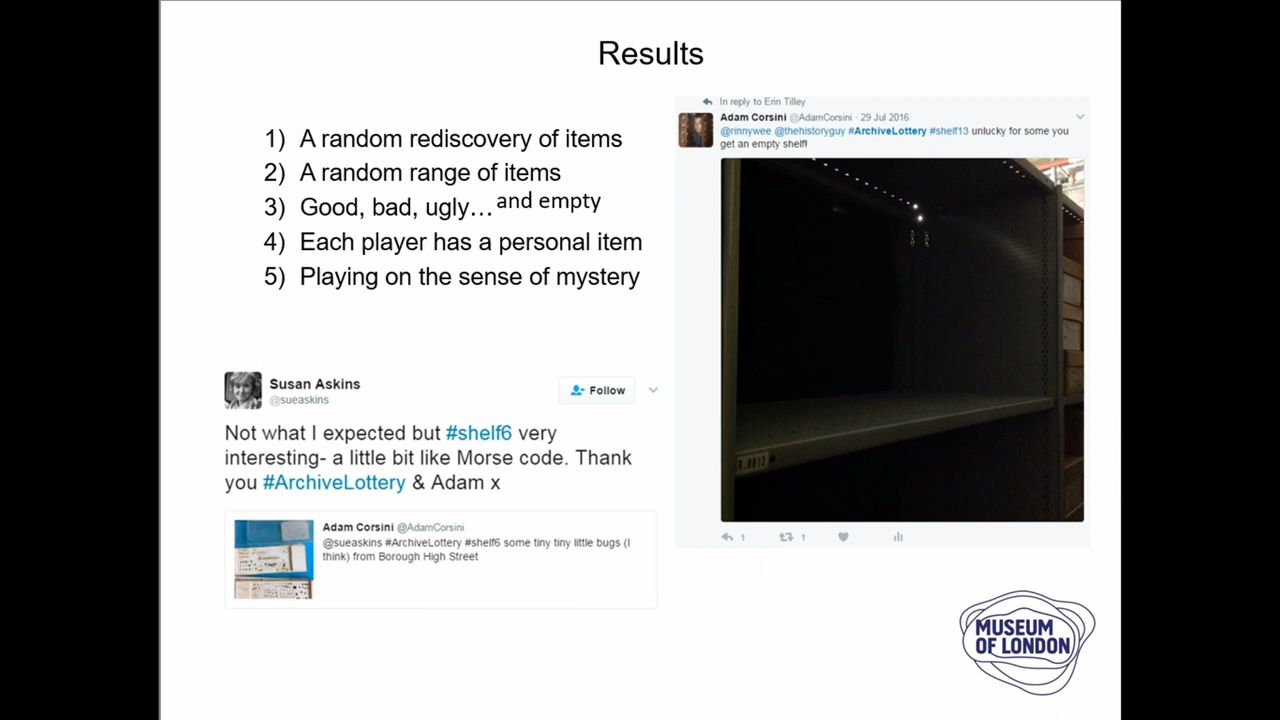 Results
1) A random rediscovery of items
2) A random range of items
3) Good, bad, ugly… and empty
4) Each player has a personal item
5) Playing on the sense of mystery
In reply to Erin Tilley
Adam Corsini @AdamCorsini · 29 Jul 2016
@rinnywee @thehistoryguy #ArchiveLottery #shelf13 unlucky for some you
get an empty shelf!
R.0013
1 1
Susan Askins
@sueaskins
Follow
Not what I expected but #shelf6 very
interesting- a little bit like Morse code. Thank
you #ArchiveLottery & Adam x
Adam Corsini @AdamCorsini
@sueaskins #ArchiveLottery #shelf6 some tiny tiny little bugs (I
think) from Borough High Street
MUSEUM
OF LONDON